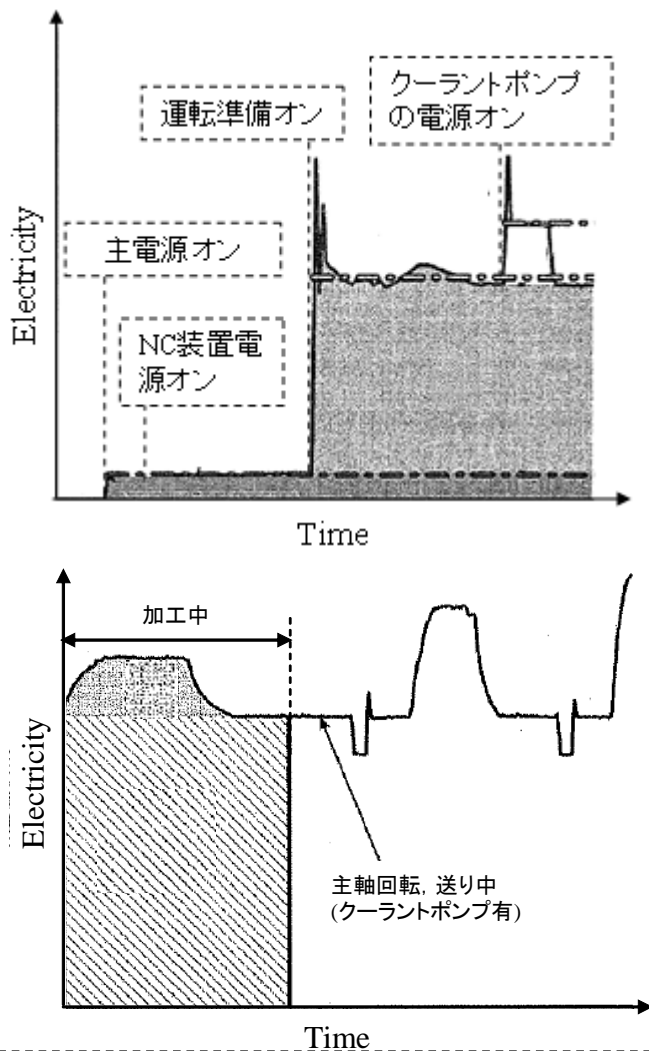 クーラントポンプ
の電源オン
運転準備オン
主電源オン
NC装置電
源オン
Electricity
Time
加工中
Electricity
主軸回転, 送り中
(クーラントポンプ有)
Time